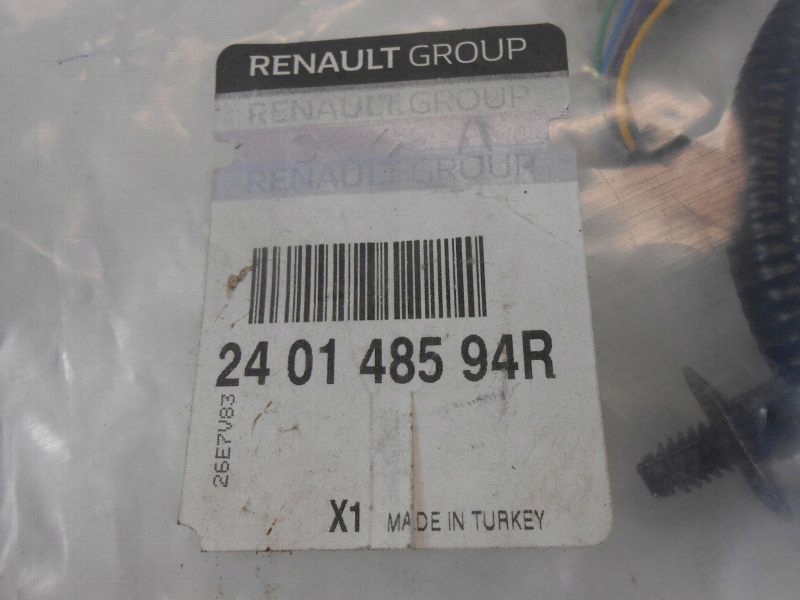 RENAULT GROUP
RENAULT GROUP
RENAULT GROUP
24 01 485 94R
26E7V83
X1 MADE IN TURKEY